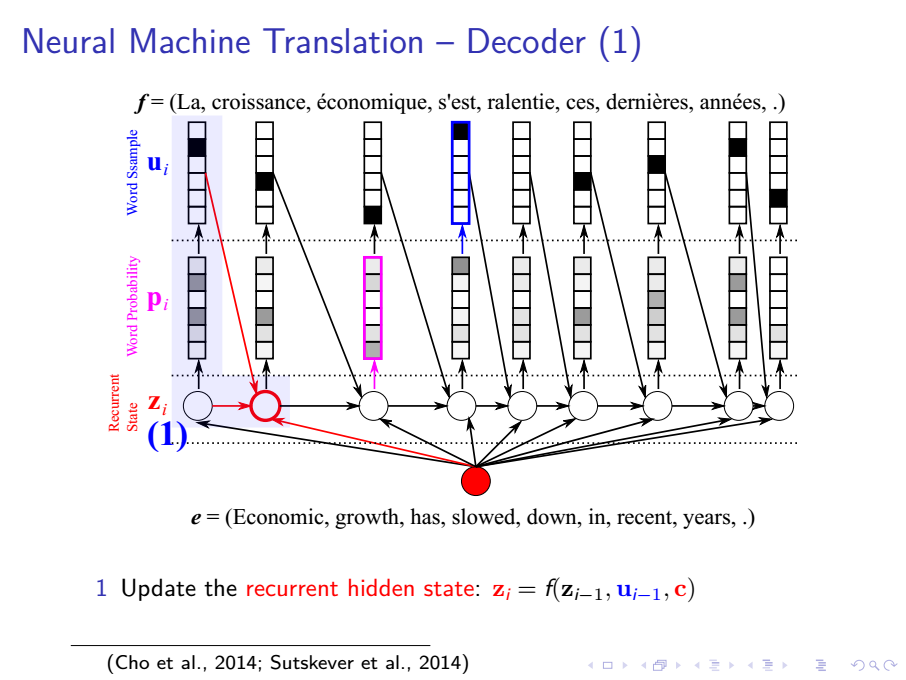 Neural Machine Translation – Decoder (1)
f = (La, croissance, économique, s'est, ralentie, ces, dernières, années, .)
Word Ssample
u_i
Word Probability
p_i
Recurrent
State
z_i
(1)
e = (Economic, growth, has, slowed, down, in, recent, years, .)
1 Update the recurrent hidden state: z_i = f(z_{i−1}, u_{i−1}, c)
(Cho et al., 2014; Sutskever et al., 2014)